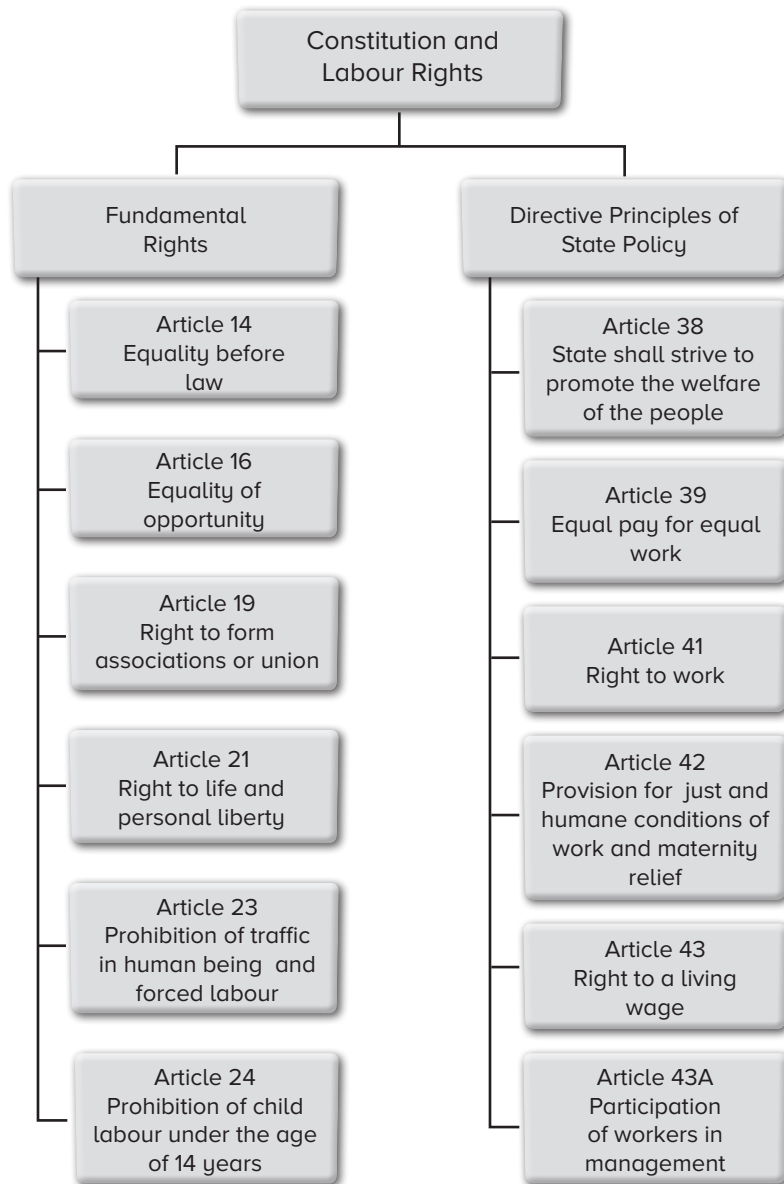 Constitution and
Labour Rights
Fundamental
Rights
Article 14
Equality before
law
Article 16
Equality of
opportunity
Article 19
Right to form
associations or union
Article 21
Right to life and
personal liberty
Article 23
Prohibition of traffic
in human being and
forced labour
Article 24
Prohibition of child
labour under the age
of 14 years
Directive Principles of
State Policy
Article 38
State shall strive to
promote the welfare
of the people
Article 39
Equal pay for equal
work
Article 41
Right to work
Article 42
Provision for just and
humane conditions of
work and maternity
relief
Article 43
Right to a living
wage
Article 43A
Participation
of workers in
management